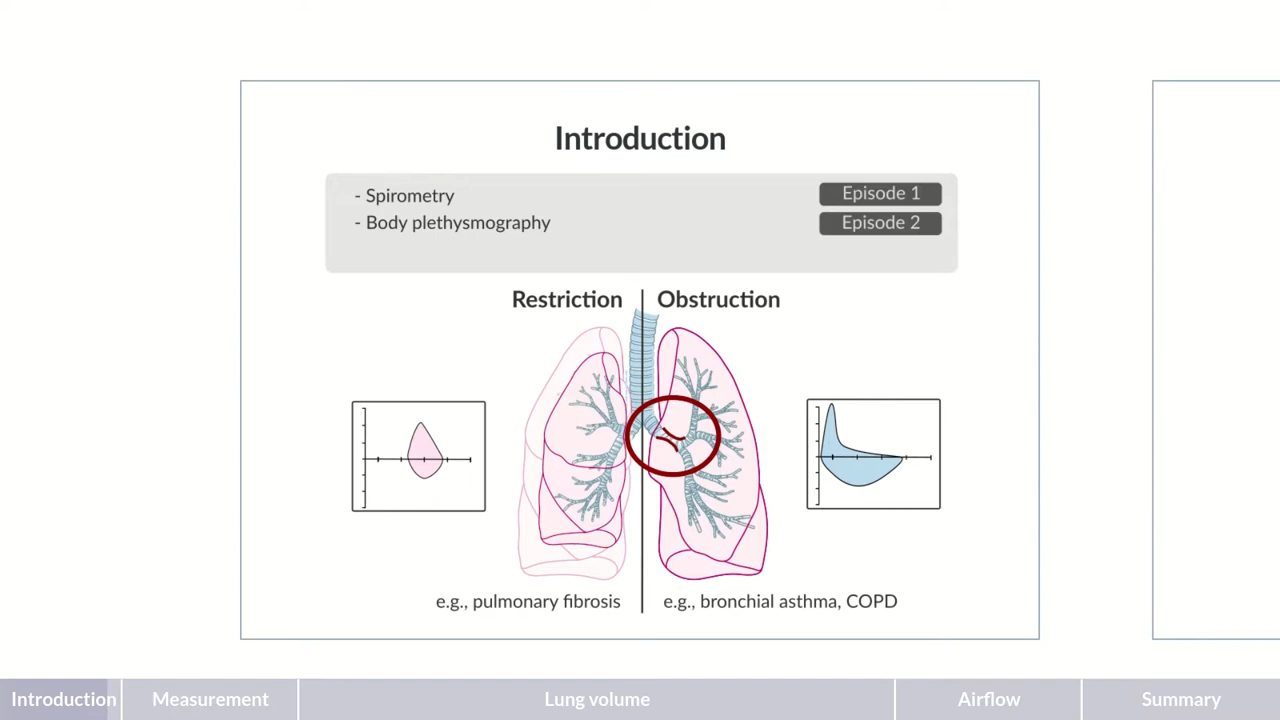 Introduction
- Spirometry Episode 1
- Body plethysmography Episode 2
Restriction Obstruction
e.g., pulmonary fibrosis e.g., bronchial asthma, COPD
Introduction Measurement Lung volume Airflow Summary